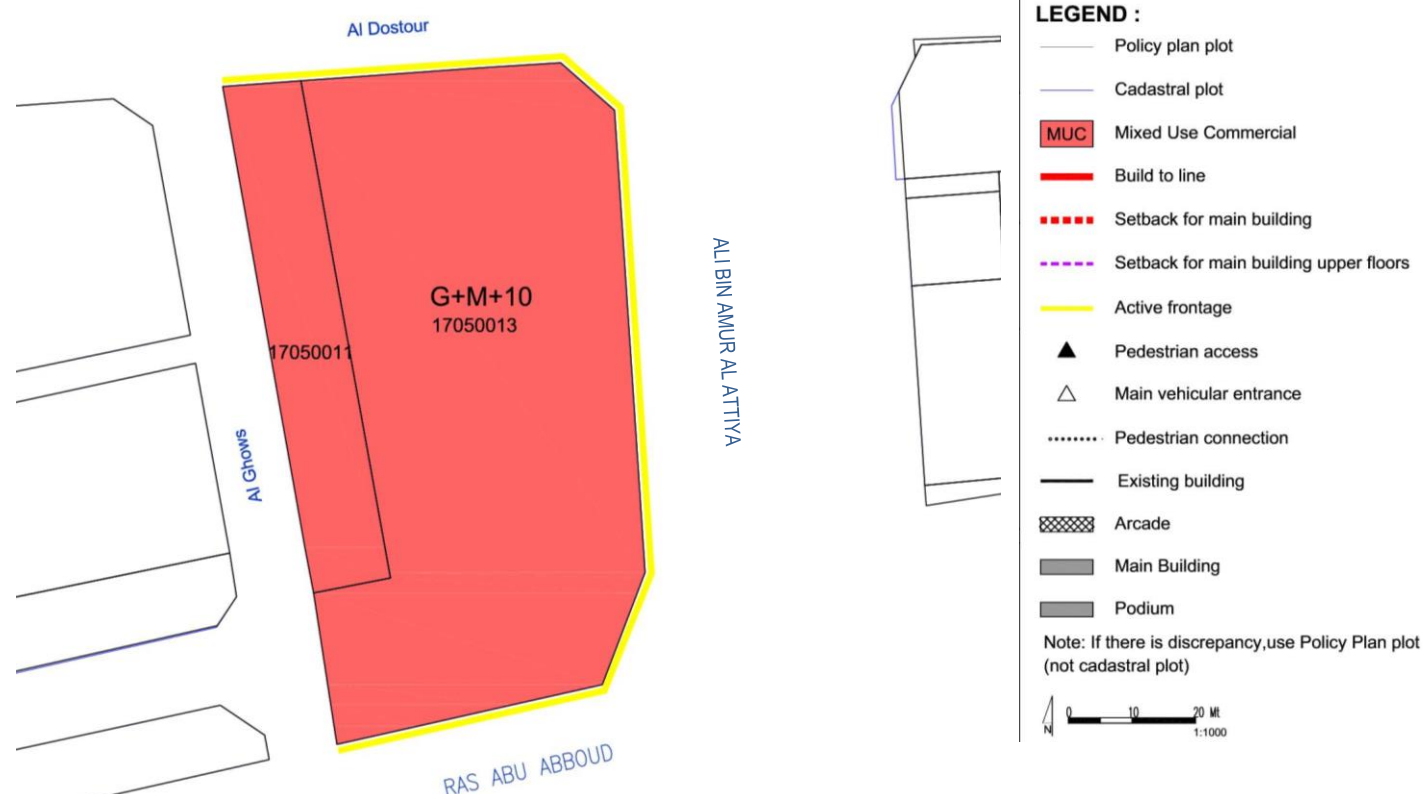 Al Dostour
G+M+10
17050013
17050011
ALI BIN AMUR AL ATTIYA
Al Ghows
RAS ABU ABBOUD
LEGEND :
Policy plan plot
Cadastral plot
MUC Mixed Use Commercial
Build to line
Setback for main building
Setback for main building upper floors
Active frontage
Pedestrian access
Main vehicular entrance
Pedestrian connection
Existing building
Arcade
Main Building
Podium
Note: If there is discrepancy,use Policy Plan plot
(not cadastral plot)
N 0 10 20 Mt
1:1000